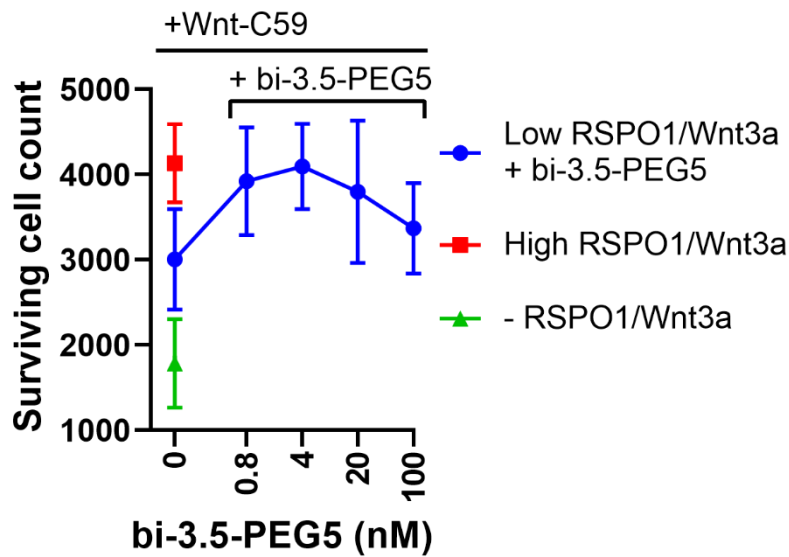 +Wnt-C59
+ bi-3.5-PEG5
Surviving cell count
5000
4000
3000
2000
1000
0
0.8
4
20
100
bi-3.5-PEG5 (nM)
Low RSPO1/Wnt3a
+ bi-3.5-PEG5
High RSPO1/Wnt3a
- RSPO1/Wnt3a